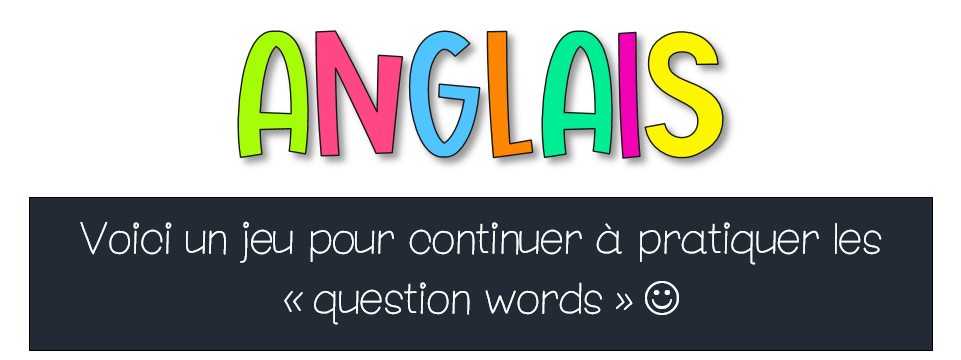 ANGLAIS
Voici un jeu pour continuer à pratiquer les
« question words » ☺